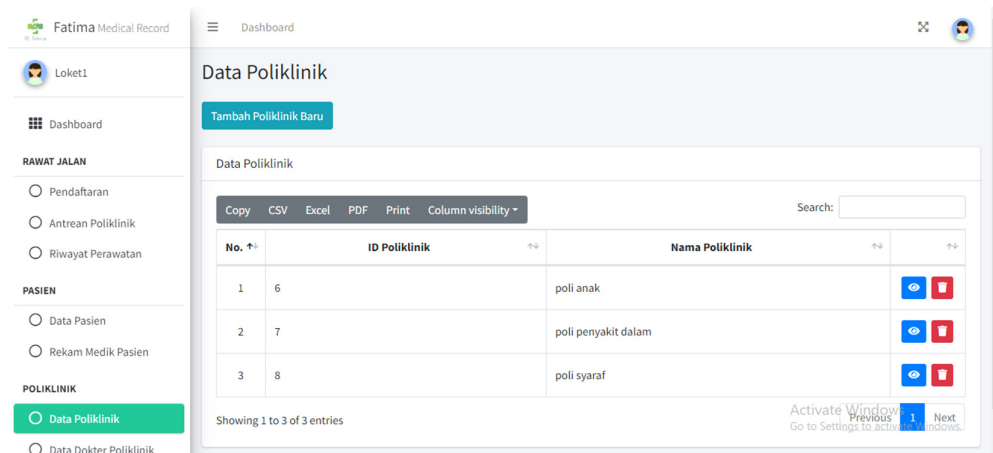 Fatima Medical Record
Dashboard
Loket1
Dashboard
RAWAT JALAN
Pendaftaran
Antrean Poliklinik
Riwayat Perawatan
PASIEN
Data Pasien
Rekam Medik Pasien
POLIKLINIK
Data Poliklinik
Data Dokter Poliklinik
Data Poliklinik
Tambah Poliklinik Baru
Data Poliklinik
Copy CSV Excel PDF Print Column visibility
Search:
No. ID Poliklinik Nama Poliklinik
1 6 poli anak
2 7 poli penyakit dalam
3 8 poli syaraf
Showing 1 to 3 of 3 entries
Previous 1 Next
Activate Windows
Go to Settings to activate Windows.